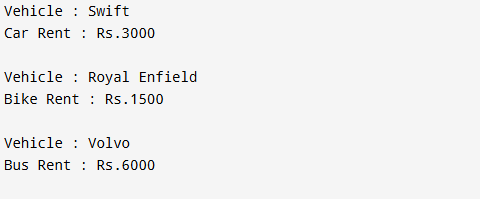 Vehicle : Swift
Car Rent : Rs.3000
Vehicle : Royal Enfield
Bike Rent : Rs.1500
Vehicle : Volvo
Bus Rent : Rs.6000